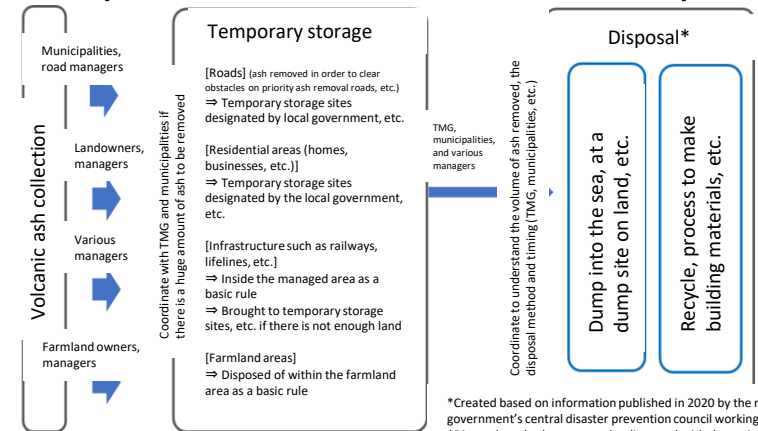 Volcanic ash collection
Municipalities,
road managers
Landowners,
managers
Various
managers
Farmland owners,
managers
Coordinate with TMG and municipalities if
there is a huge amount of ash to be removed
Temporary storage
[Roads] (ash removed in order to clear
obstacles on priority ash removal roads, etc.)
⇒ Temporary storage sites
designated by local government, etc.
[Residential areas (homes,
businesses, etc.)]
⇒ Temporary storage sites
designated by the local government,
etc.
[Infrastructure such as railways,
lifelines, etc.]
⇒ Inside the managed area as a
basic rule
⇒ Brought to temporary storage
sites, etc. if there is not enough land
[Farmland areas]
⇒ Disposed of within the farmland
area as a basic rule
TMG,
municipalities,
and various
managers
Coordinate to understand the volume of ash removed, the
disposal method and timing (TMG, municipalities, etc.)
Disposal*
Dump into the sea, at a
dump site on land, etc.
Recycle, process to make
building materials, etc.
*Created based on information published in 2020 by the
government's central disaster prevention council working